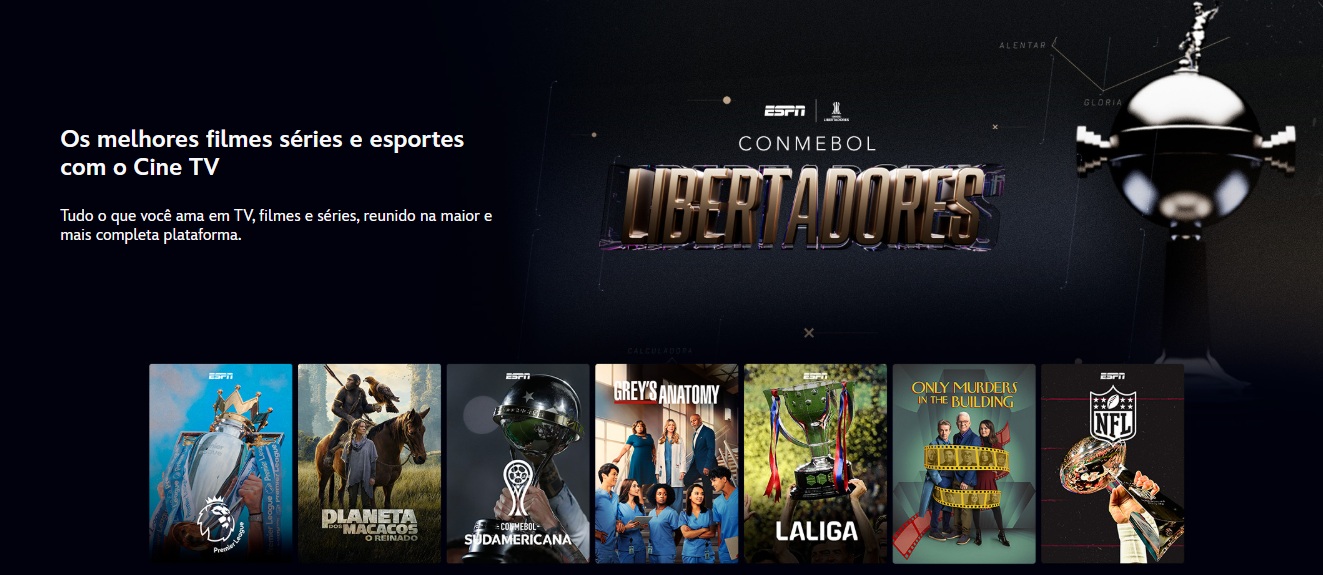 ALENTAR
GLORIA
ESPN
CONMEBOL
LIBERTADORES
Os melhores filmes séries e esportes
com o Cine TV
Tudo o que você ama em TV, filmes e séries, reunido na maior e
mais completa plataforma.
ESPN
Premier League
PLANETA
DOS MACACOS
O REINADO
ESPN
-CONMEBOL-
SUDAMERICANA
GREY'S ANATOMY
ESPN
LALIGA
ONLY MURDERS
IN THE BUILDING
ESPN
NFL